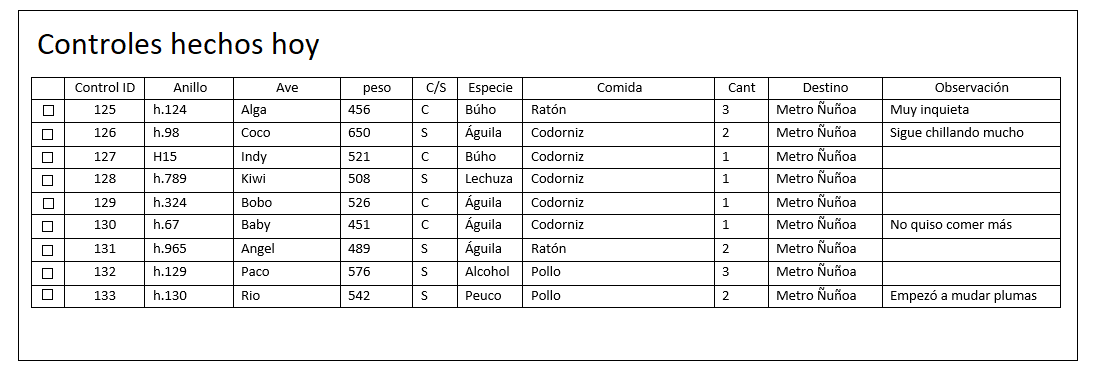 Controles hechos hoy
Control ID Anillo Ave peso C/S Especie Comida Cant Destino Observación
125 h.124 Alga 456 C Búho Ratón 3 Metro Ñuñoa Muy inquieta
126 h.98 Coco 650 S Águila Codorniz 2 Metro Ñuñoa Sigue chillando mucho
127 H15 Indy 521 C Búho Codorniz 1 Metro Ñuñoa
128 h.789 Kiwi 508 S Lechuza Codorniz 1 Metro Ñuñoa
129 h.324 Bobo 526 C Águila Codorniz 1 Metro Ñuñoa
130 h.67 Baby 451 C Águila Codorniz 1 Metro Ñuñoa No quiso comer más
131 h.965 Angel 489 S Águila Ratón 2 Metro Ñuñoa
132 h.129 Paco 576 S Alcohol Pollo 3 Metro Ñuñoa
133 h.130 Rio 542 S Peuco Pollo 2 Metro Ñuñoa Empezó a mudar plumas